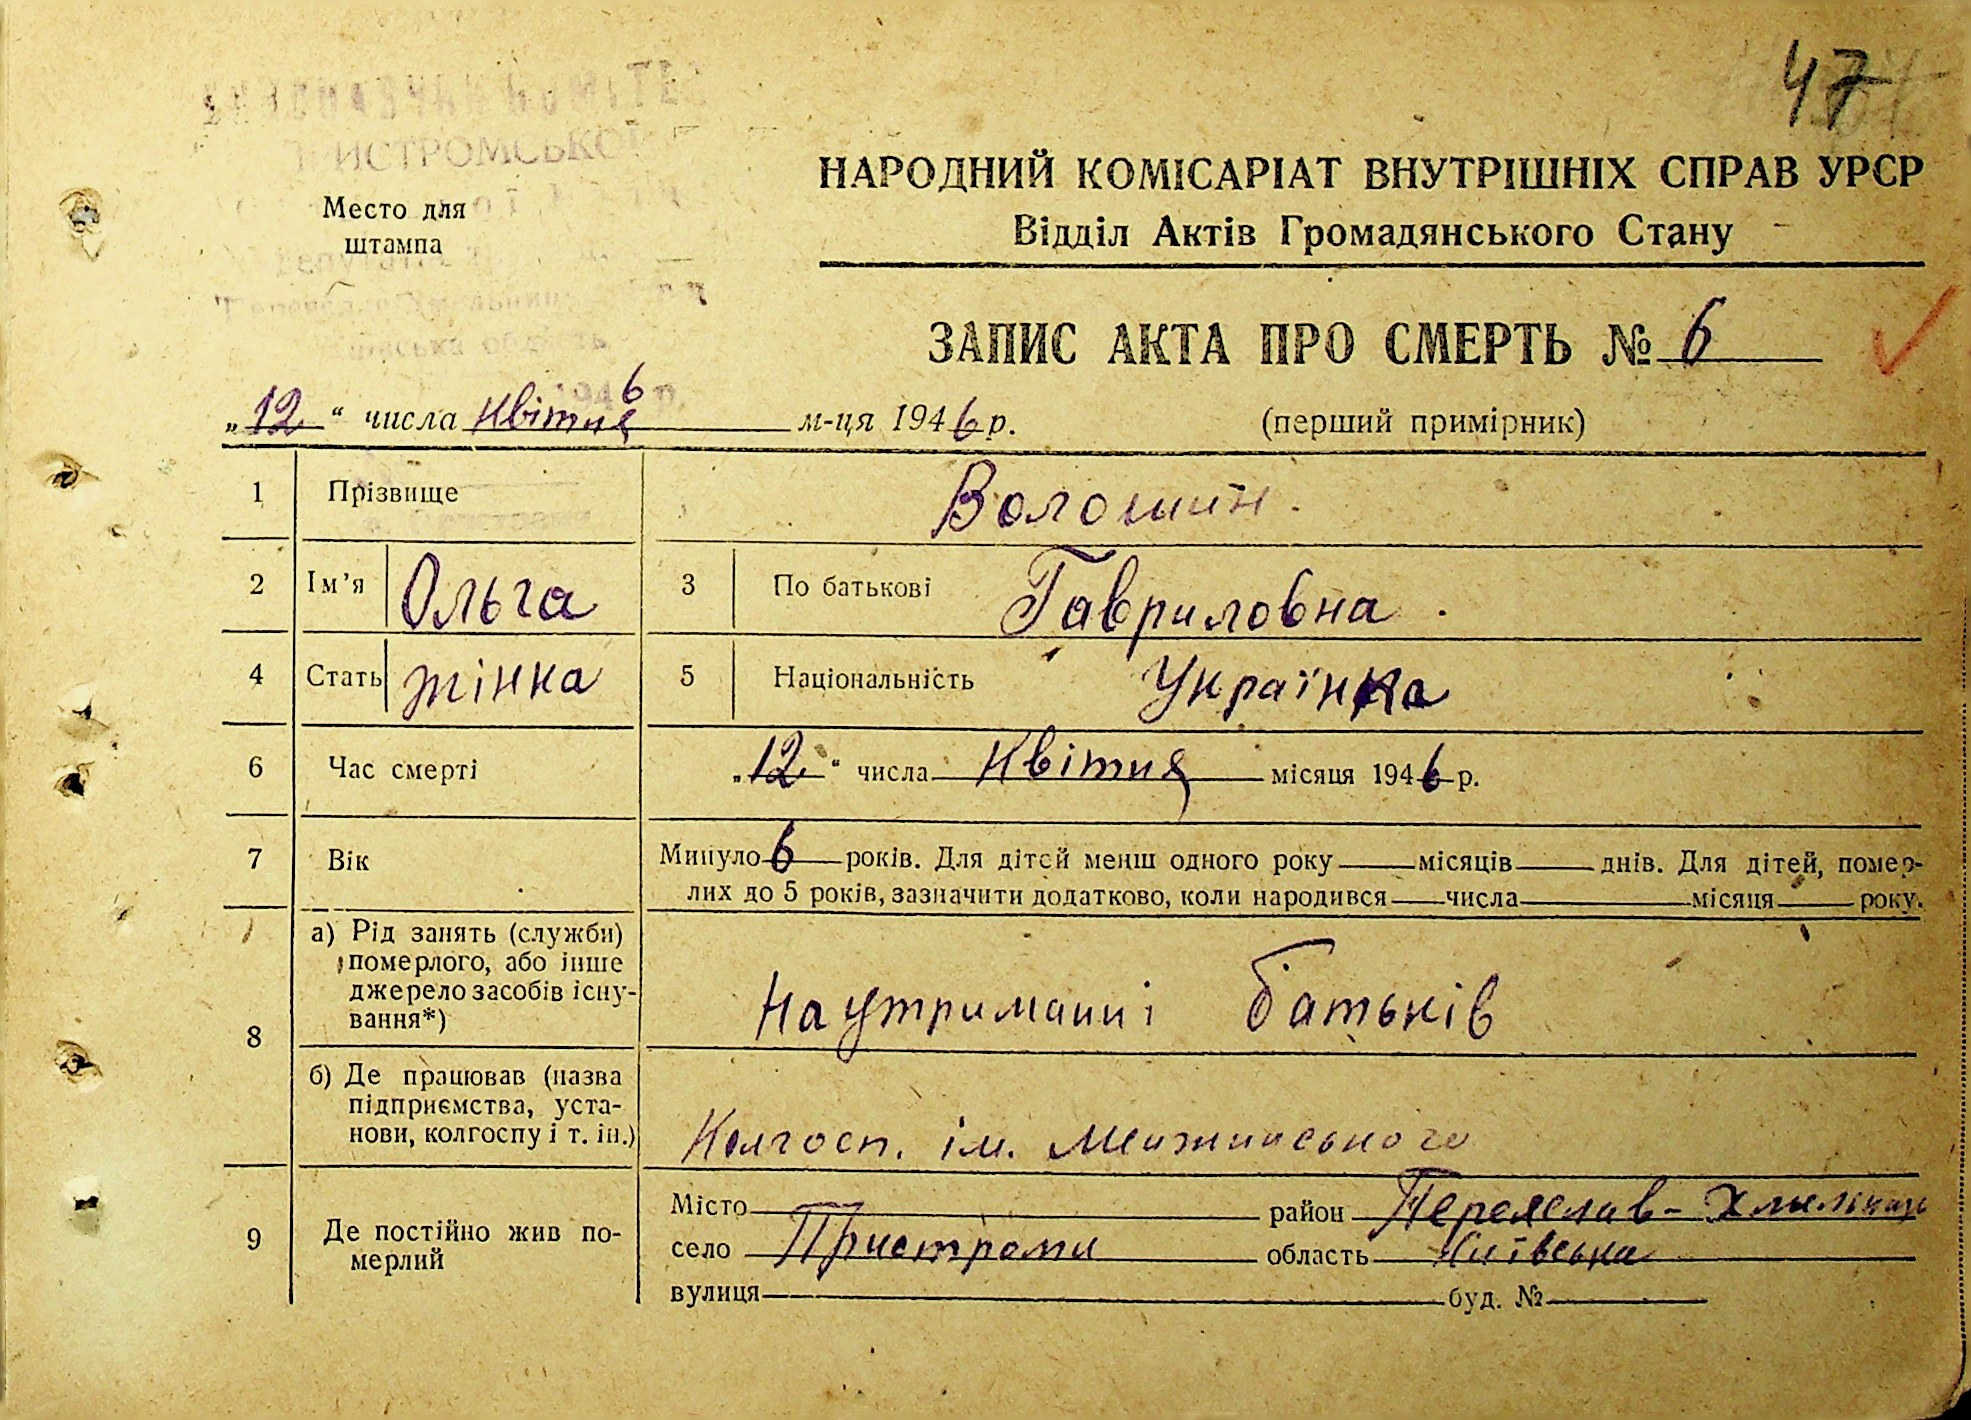 47
ИСТРОМСЬКОЇ
НАРОДНИЙ КОМІСАРІАТ ВНУТРІШНІХ СПРАВ УРСР
Место для
штампа
Відділ Актів Громадянського Стану
ЗАПИС АКТА ПРО СМЕРТЬ № 6
„12“ числа квітня 6 м-ця 1946 р.
(перший примірник)
1 Прізвище Волошин.
2 Ім’я Ольга 3 По батькові Гавриловна.
4 Стать жінка 5 Національність Українка
6 Час смерті „12“ числа квітня місяця 1946 р.
7 Вік Минуло 6 років. Для дітей менш одного року місяців днів. Для дітей, помер-
лих до 5 років, зазначити додатково, коли народився числа місяця року.
8 а) Рід занять (служби)
померлого, або інше
джерело засобів існу-
вання*)
На утриманні батьків
б) Де працював (назва
підприємства, уста-
нови, колгоспу і т. ін.)
Колгосп. ім. Менжинського
9 Де постійно жив по-
мерлий
Місто район Переяслав-
село Пристроми область Київська
вулиця буд. №